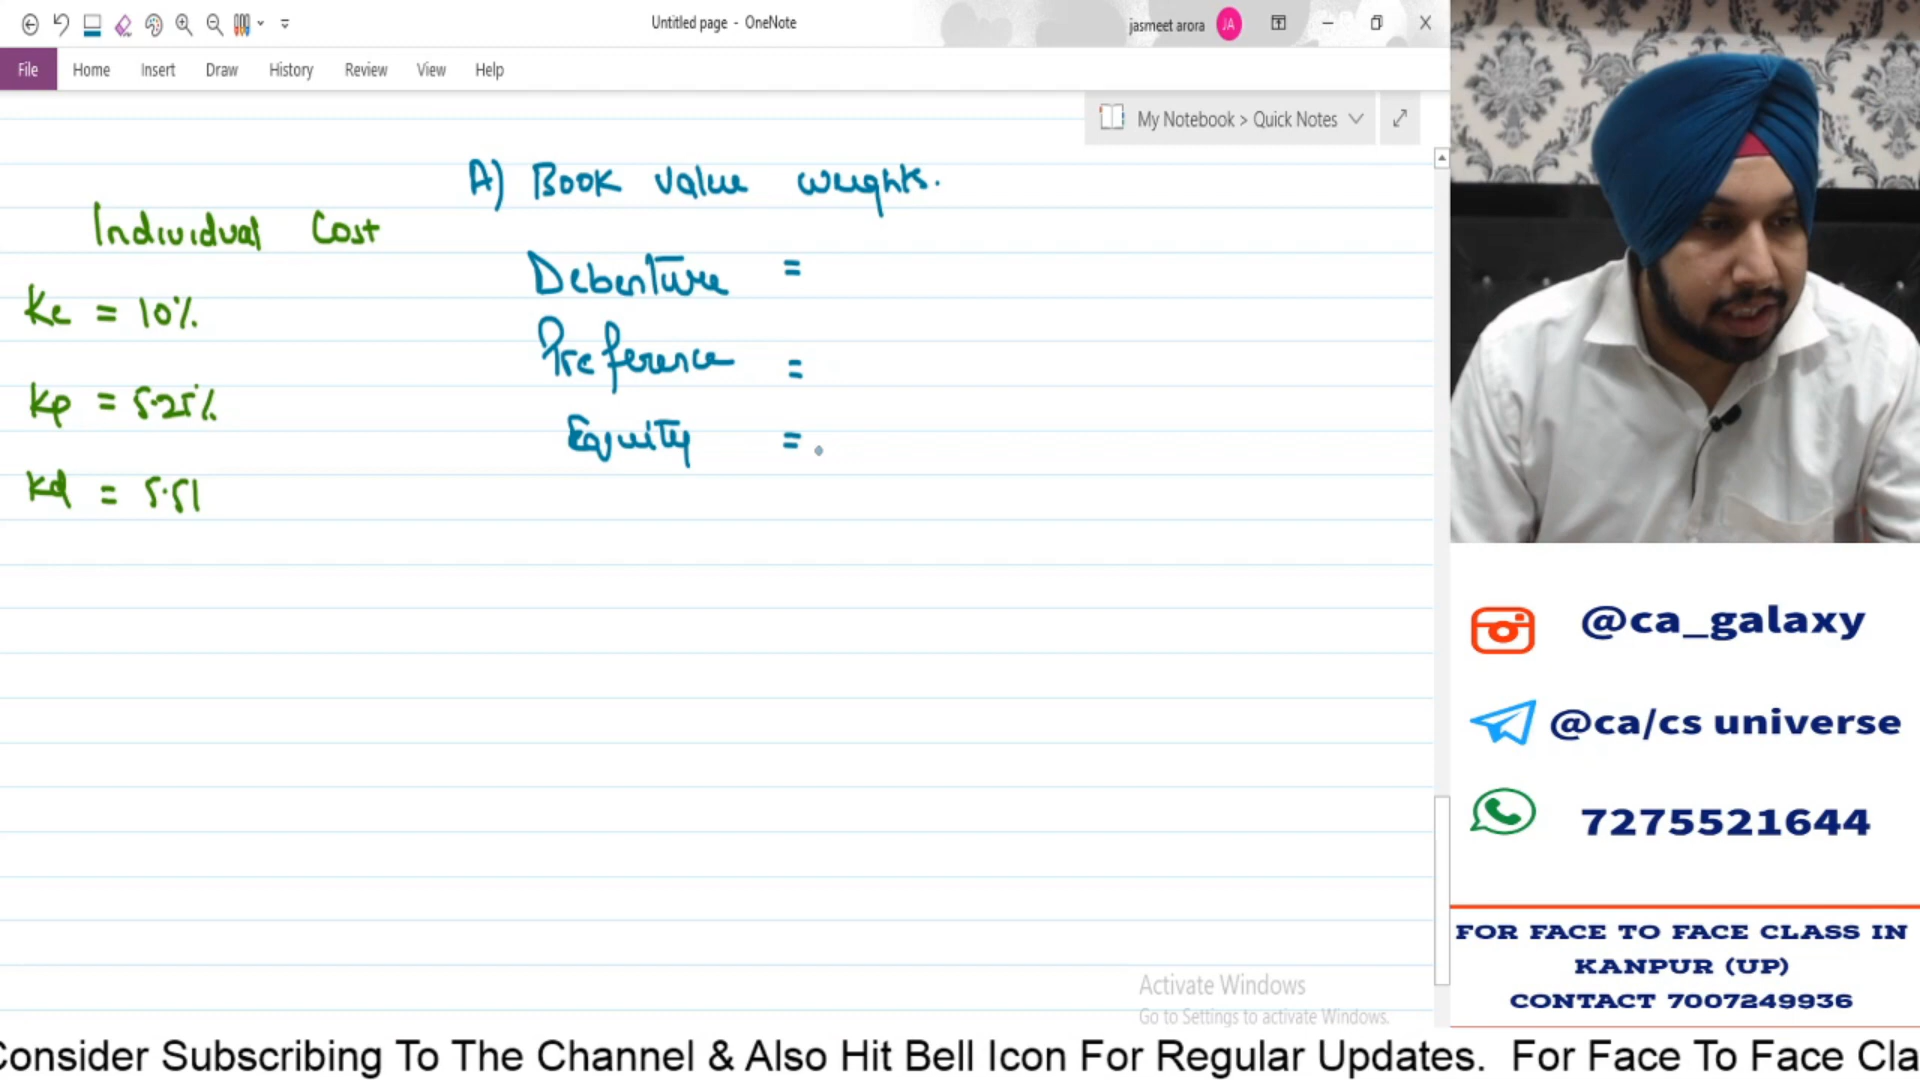 Untitled page - OneNote
jasmeet arora
JA
File Home Insert Draw History Review View Help
My Notebook > Quick Notes
A) Book value weights.
Individual Cost
Debenture =
Ke = 10%
Preference =
Kp = 5.25%
Equity =
Kd = 5.51
@ca_galaxy
@ca/cs universe
7275521644
FOR FACE TO FACE CLASS IN
KANPUR (UP)
CONTACT 7007249936
Activate Windows
Go to Settings to activate Windows.
Consider Subscribing To The Channel & Also Hit Bell Icon For Regular Updates. For Face To Face Cla